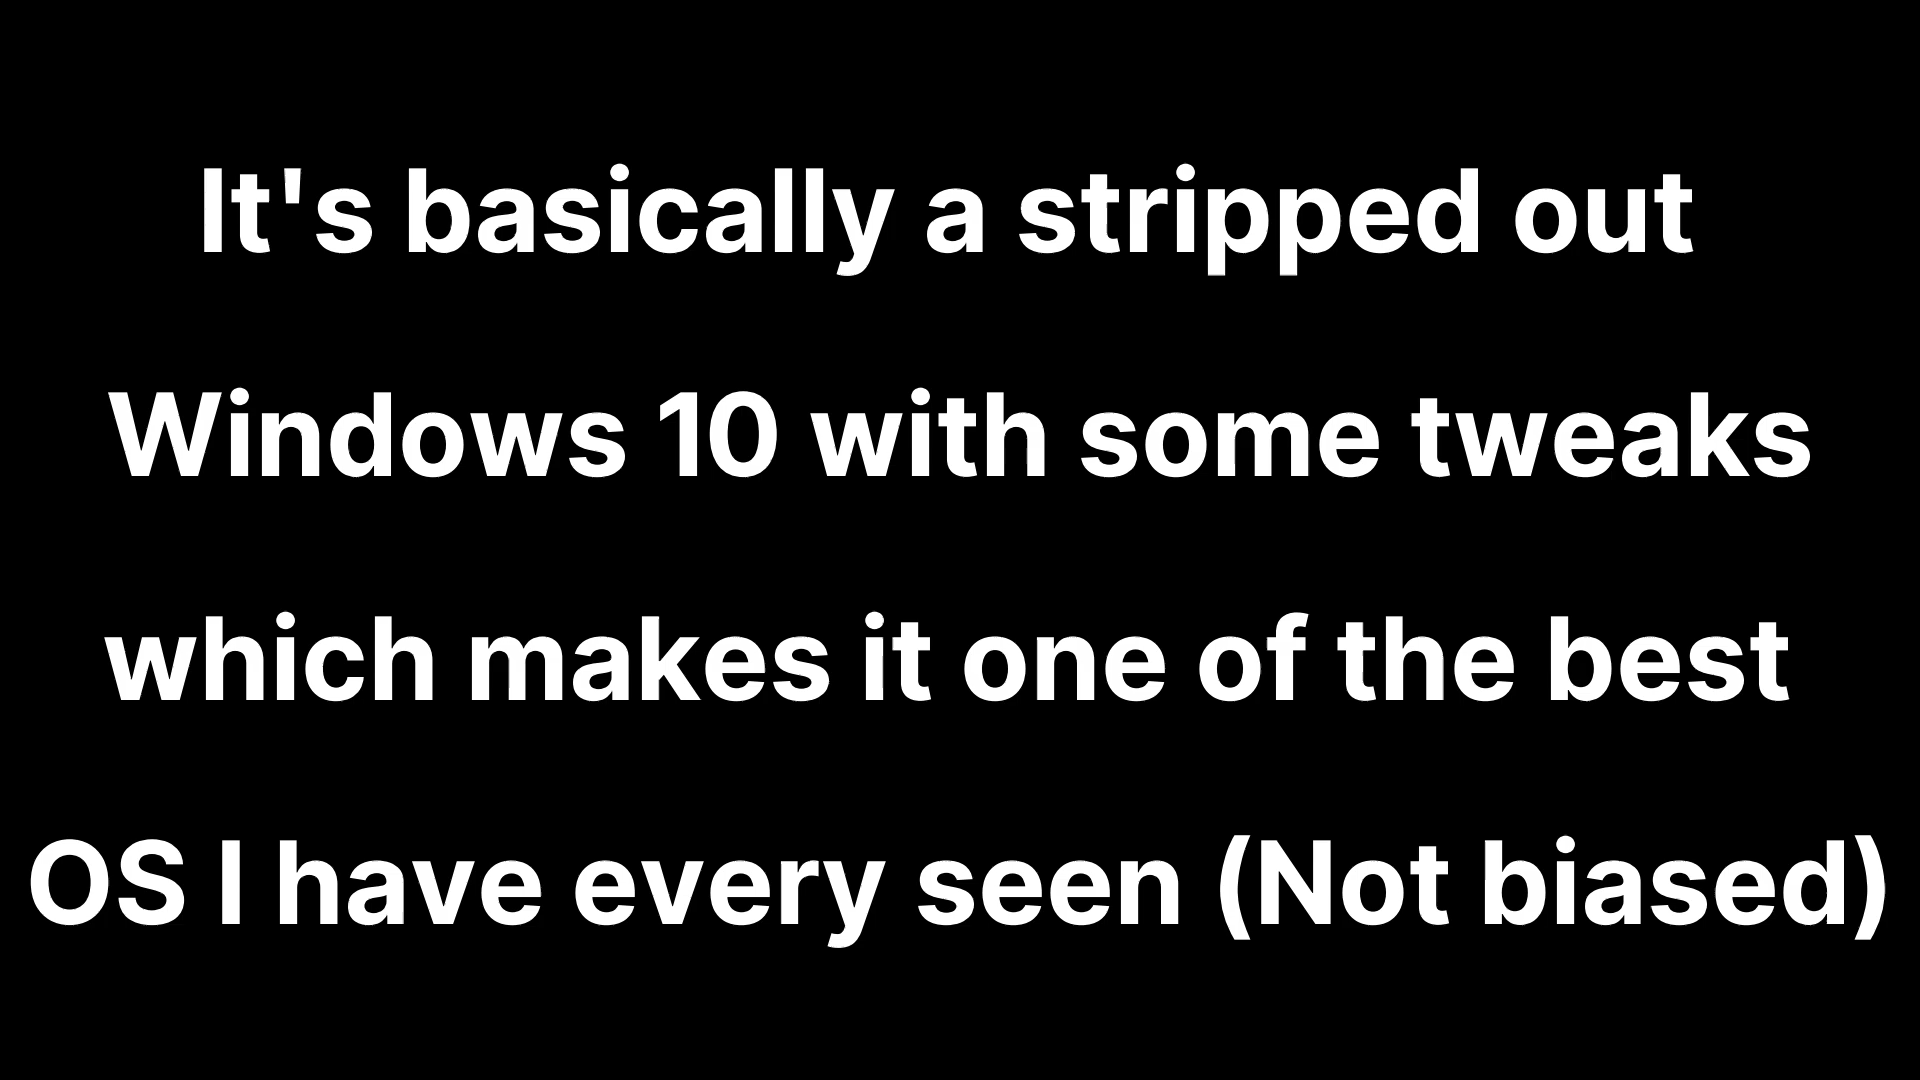 It's basically a stripped out
Windows 10 with some tweaks
which makes it one of the best
OS I have every seen (Not biased)